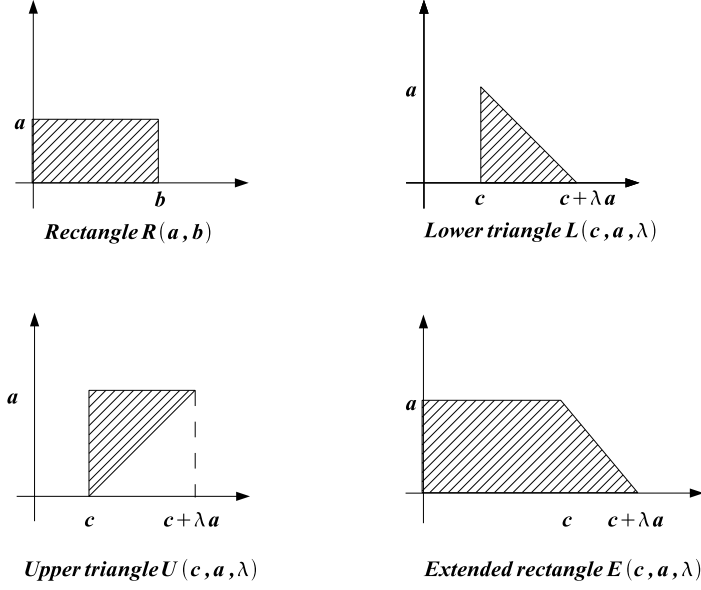 a
b
Rectangle R(a,b)
a
c
c+λa
Lower triangle L(c,a,λ)
a
c
c+λa
Upper triangle U(c,a,λ)
a
c
c+λa
Extended rectangle E(c,a,λ)